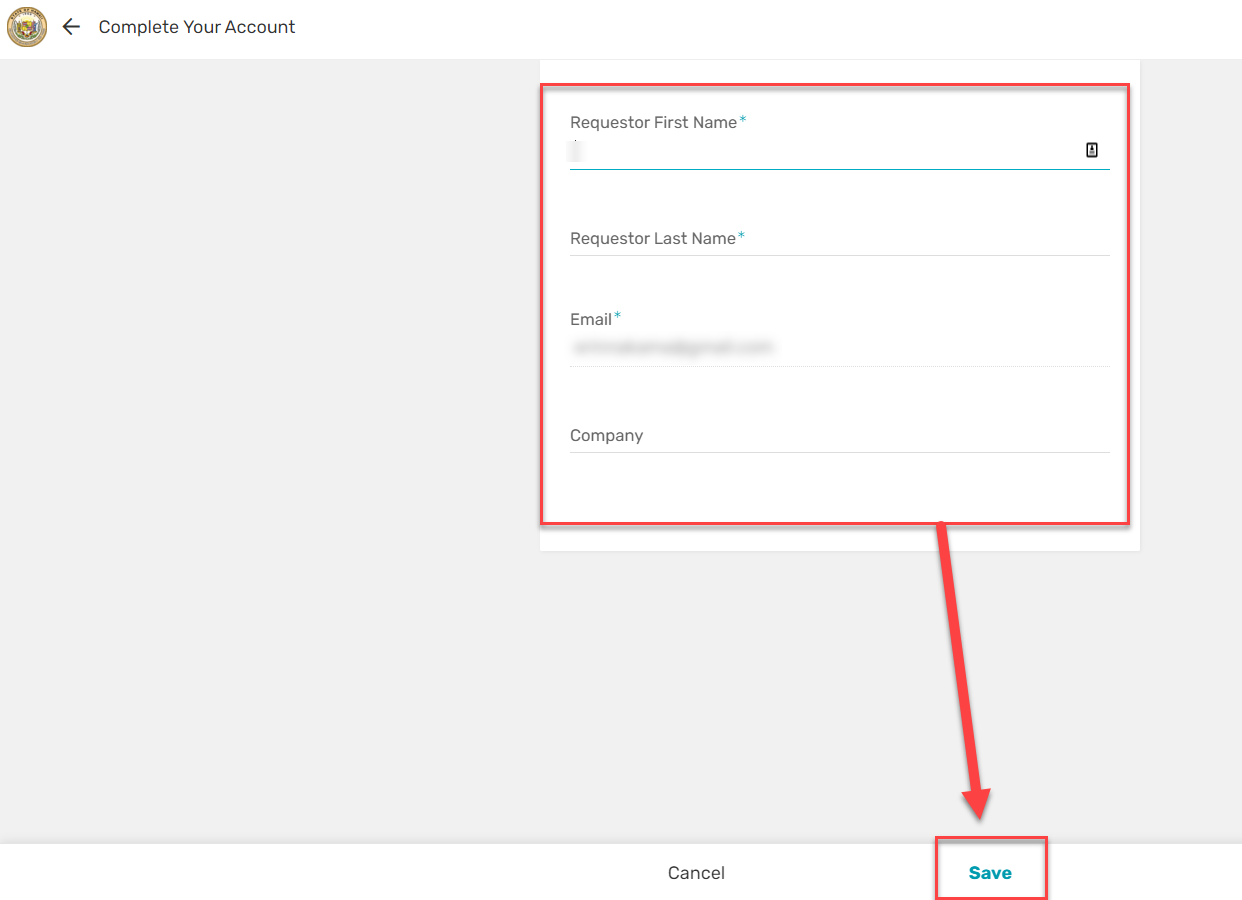 Complete Your Account
Requestor First Name*
Requestor Last Name*
Email*
Company
Cancel
Save